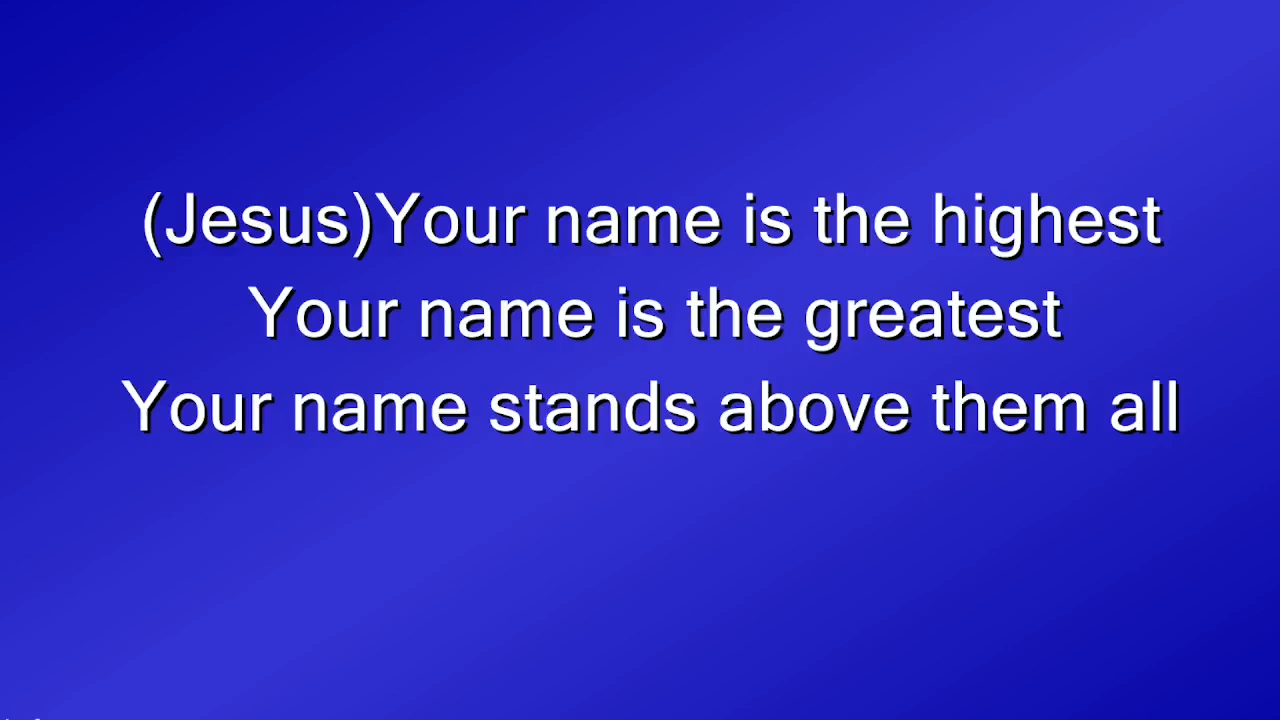 (Jesus)Your name is the highest
Your name is the greatest
Your name stands above them all